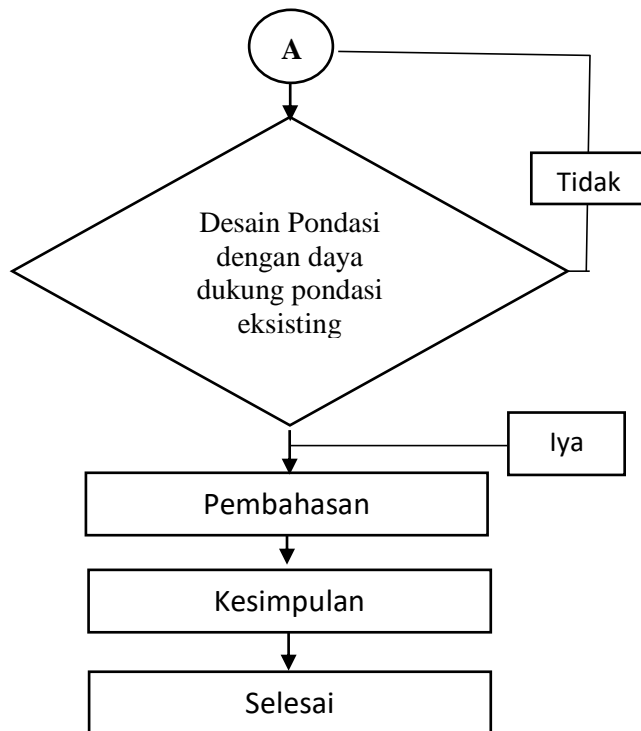 A
Tidak
Desain Pondasi
dengan daya
dukung pondasi
eksisting
Iya
Pembahasan
Kesimpulan
Selesai